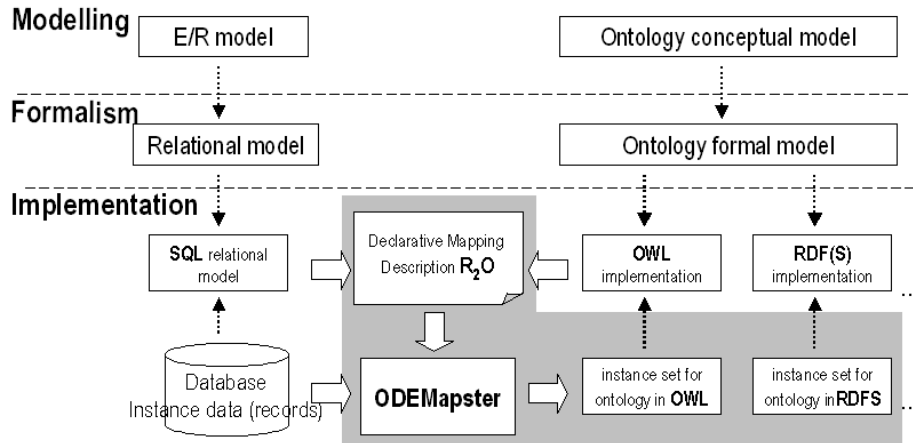 Modelling
E/R model
Ontology conceptual model
Formalism
Relational model
Ontology formal model
Implementation
SQL relational
model
Declarative Mapping
Description R2O
OWL
implementation
RDF(S)
implementation
...
Database
Instance data (records)
ODEMapster
instance set for
ontology in OWL
instance set for
ontology inRDFS
...